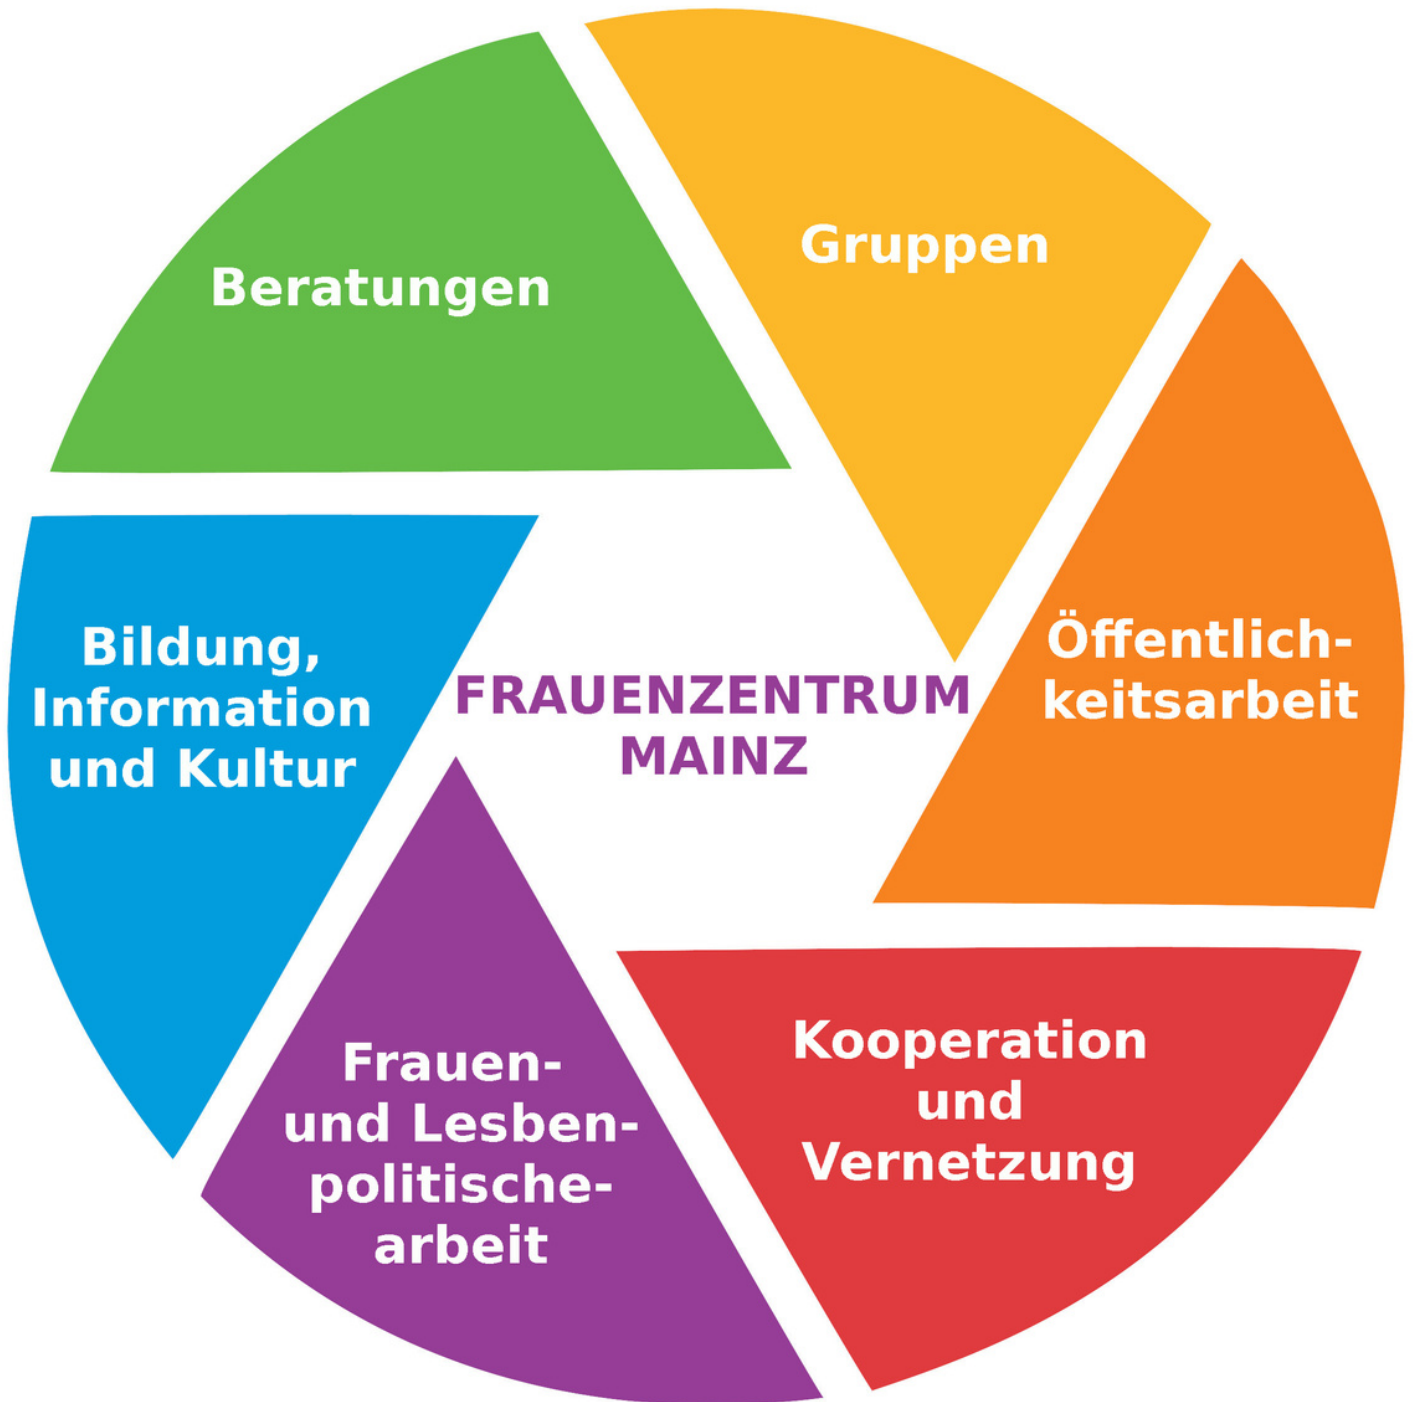 Gruppen
Beratungen
Öffentlich-
keitsarbeit
Bildung,
Information
und Kultur
FRAUENZENTRUM
MAINZ
Kooperation
und
Vernetzung
Frauen-
und Lesben-
politische-
arbeit